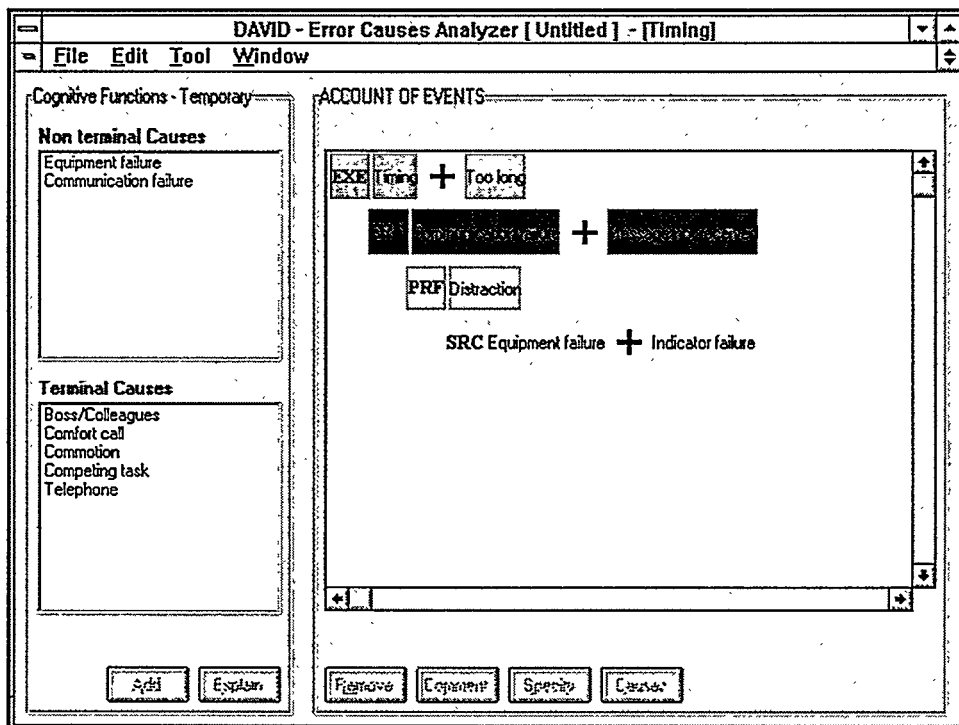 DAVID - Error Causes Analyzer [ Untitled ] - [Timing]
File Edit Tool Window
Cognitive Functions - Temporary
Non terminal Causes
Equipment failure
Communication failure
Terminal Causes
Boss/Colleagues
Comfort call
Commotion
Competing task
Telephone
Add Explain
ACCOUNT OF EVENTS
EXE Timing + Too long
+
PRF Distraction
SRC Equipment failure + Indicator failure
Remove Comment Specify Causes